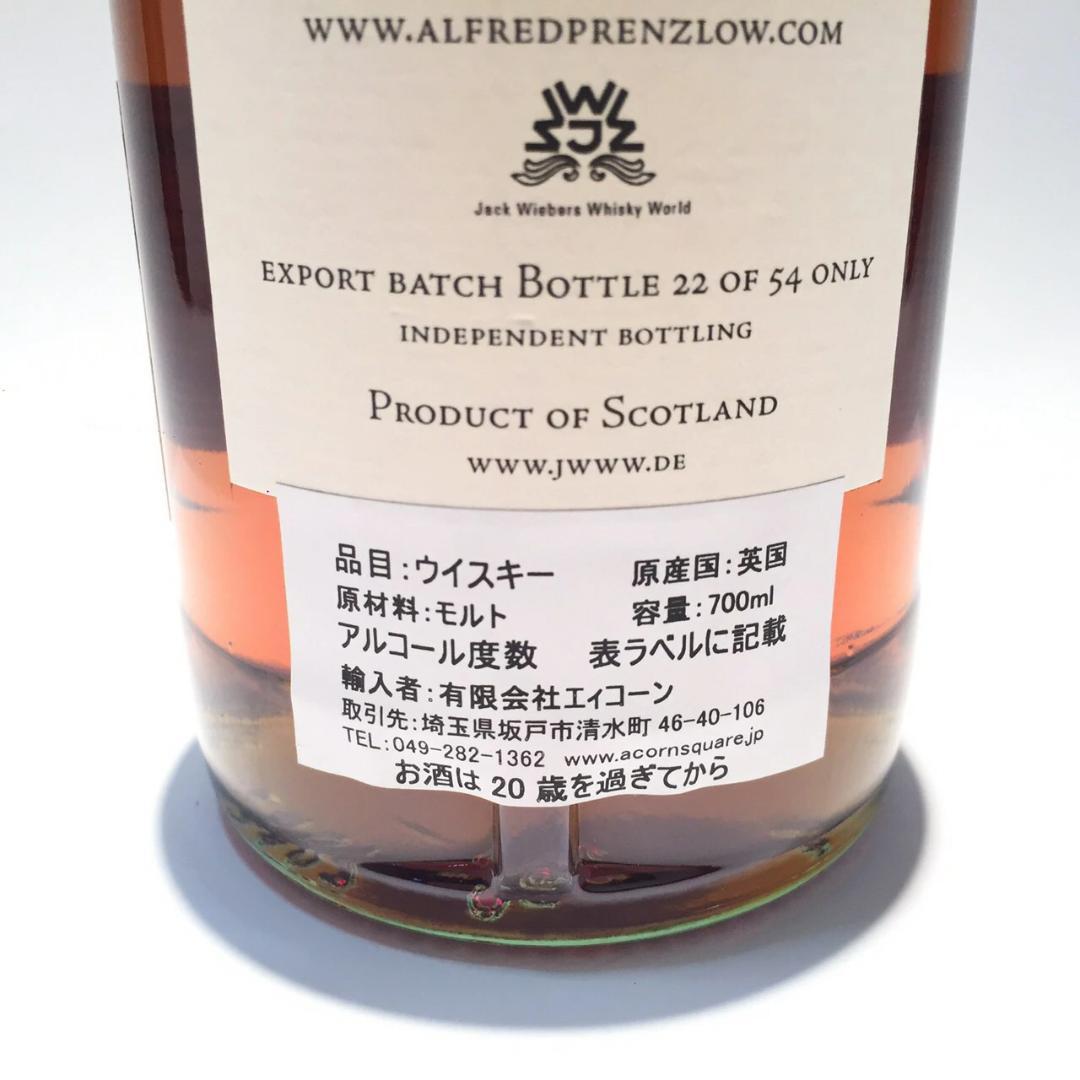 WWW.ALFREDPRENZLOW.COM
JWWW
Jack Wiebers Whisky World
EXPORT BATCH BOTTLE 22 OF 54 ONLY
INDEPENDENT BOTTLING
PRODUCT OF SCOTLAND
WWW.JWWW.DE
品目:ウイスキー 原産国:英国
原材料:モルト 容量:700ml
アルコール度数 表ラベルに記載
輸入者:有限会社エィコーン
取引先:埼玉県坂戸市清水町 46-40-106
TEL:049-282-1362 www.acornsquare.jp
お酒は 20 歳を過ぎてから